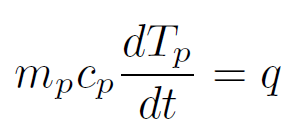 $m_p c_p \frac{dT_p}{dt} = q$